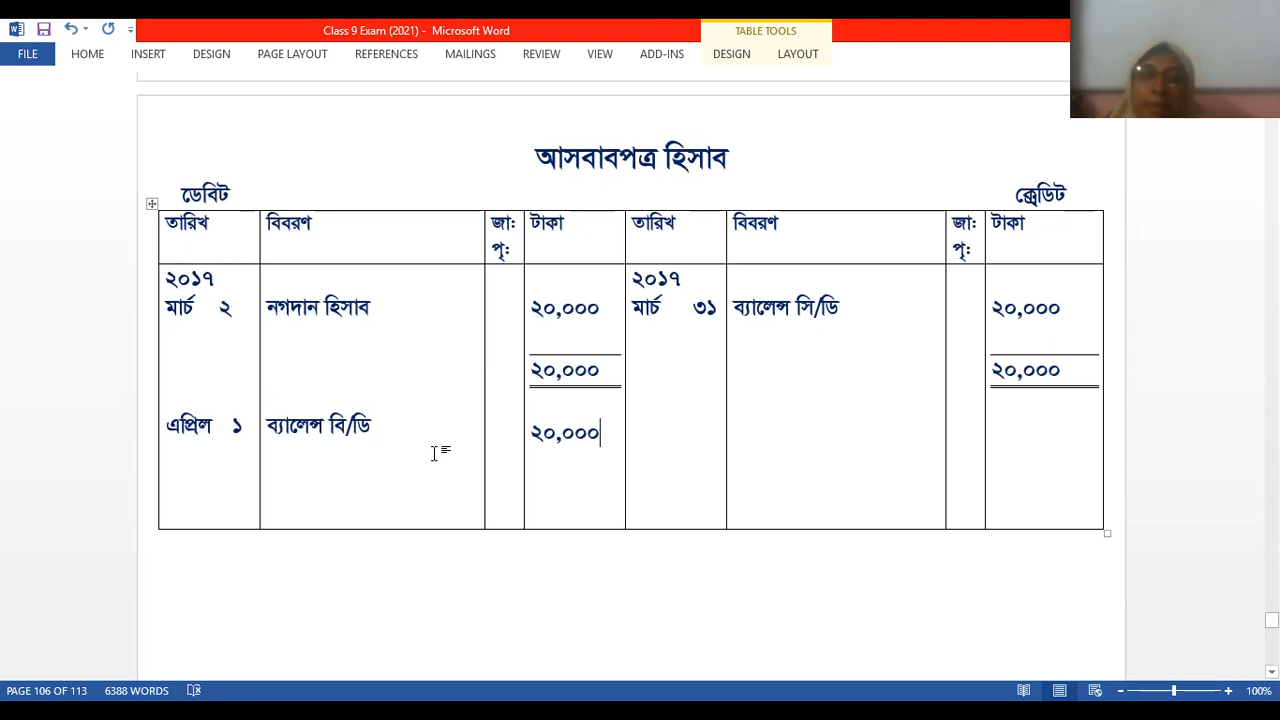 Class 9 Exam (2021) - Microsoft Word
TABLE TOOLS
FILE HOME INSERT DESIGN PAGE LAYOUT REFERENCES MAILINGS REVIEW VIEW ADD-INS DESIGN LAYOUT
আসবাবপত্র হিসাব
ডেবিট ক্রেডিট
তারিখ বিবরণ জা: টাকা তারিখ বিবরণ জা: টাকা
পৃ: পৃ:
২০১৭ ২০১৭
মার্চ ২ নগদান হিসাব ২০,০০০ মার্চ ৩১ ব্যালেন্স সি/ডি ২০,০০০
২০,০০০ ২০,০০০
এপ্রিল ১ ব্যালেন্স বি/ডি ২০,০০০
PAGE 106 OF 113 6388 WORDS 100%